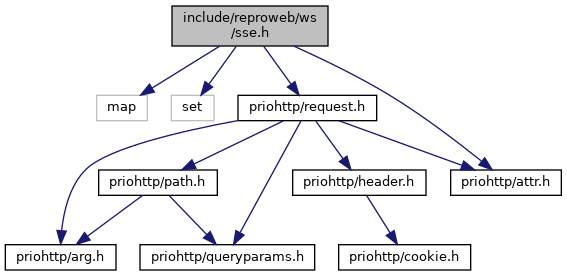 include/reproweb/ws
/sse.h
map
set
priohttp/request.h
priohttp/path.h
priohttp/header.h
priohttp/attr.h
priohttp/arg.h
priohttp/queryparams.h
priohttp/cookie.h